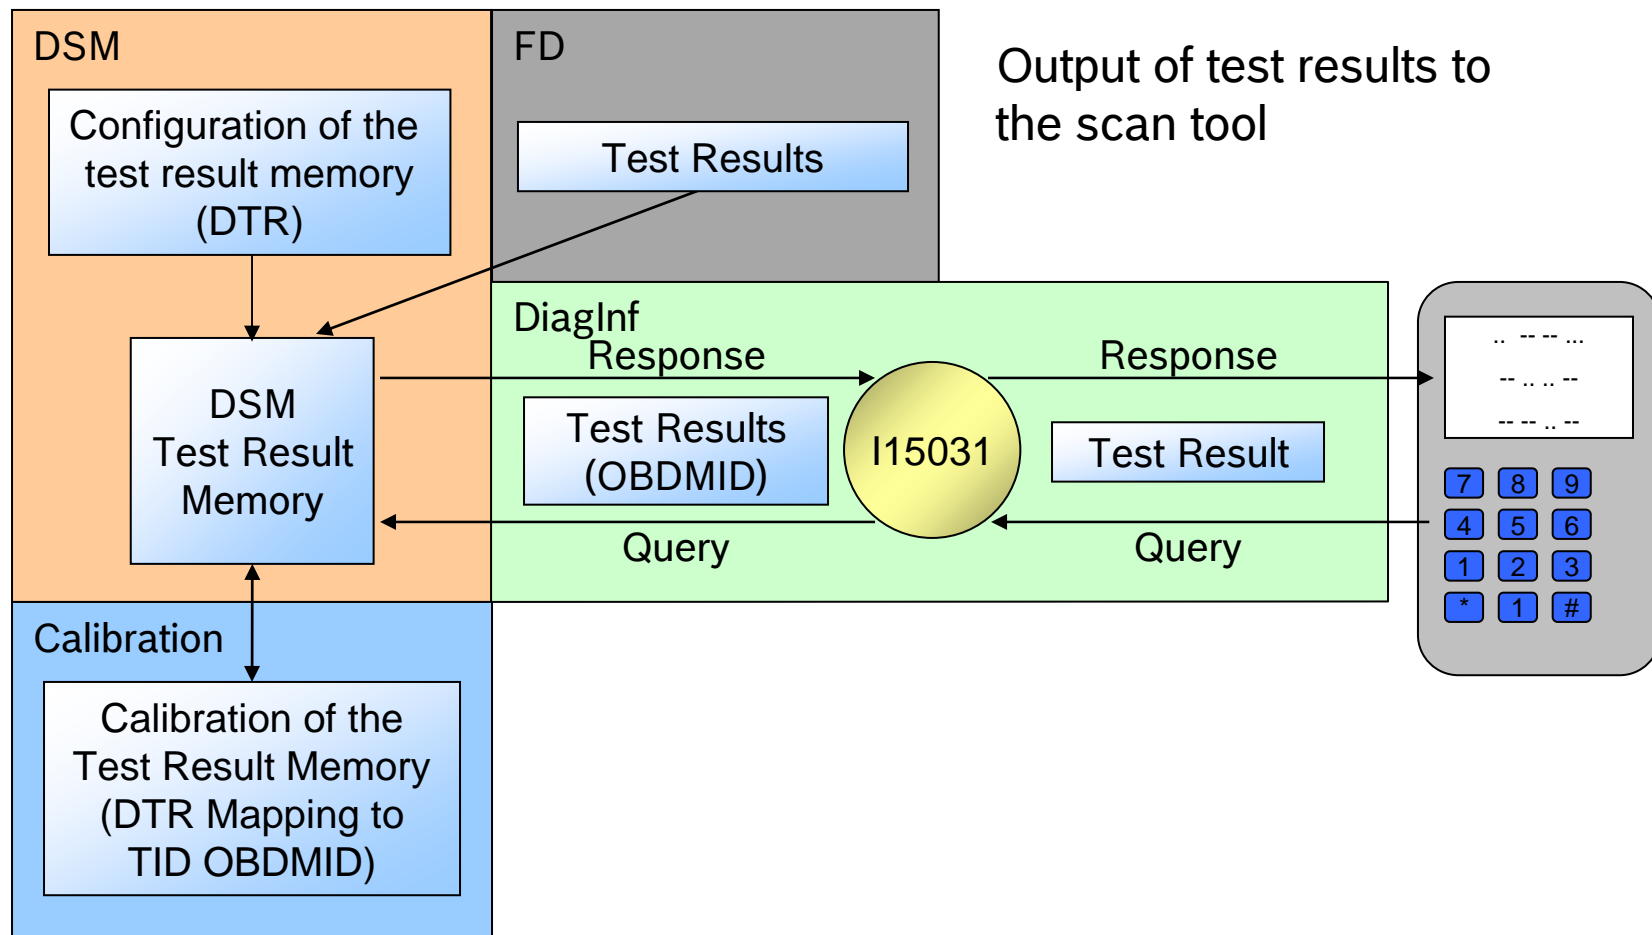 DSM
Configuration of the
test result memory
(DTR)
FD
Test Results
Output of test results to
the scan tool
DSM
Test Result
Memory
DiagInf
Response
Response
Test Results
(OBDMID)
I15031
Test Result
Query
Query
.. -- -- ...
-- .. .. --
-- -- .. --
7 8 9
4 5 6
1 2 3
* 1 #
Calibration
Calibration of the
Test Result Memory
(DTR Mapping to
TID OBDMID)